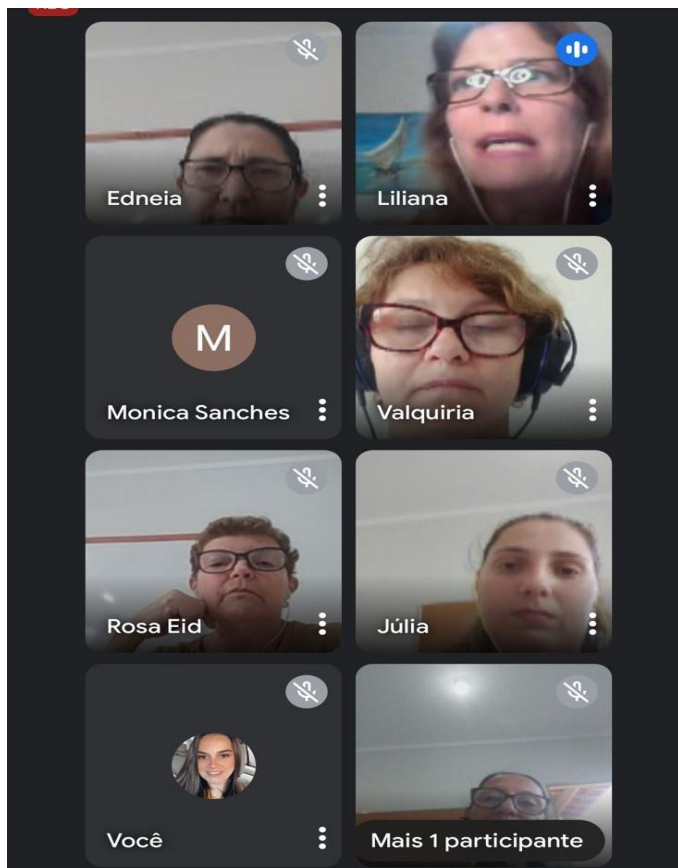 Edneia
Liliana
M
Monica Sanches
Valquiria
Rosa Eid
Júlia
Você
Mais 1 participante